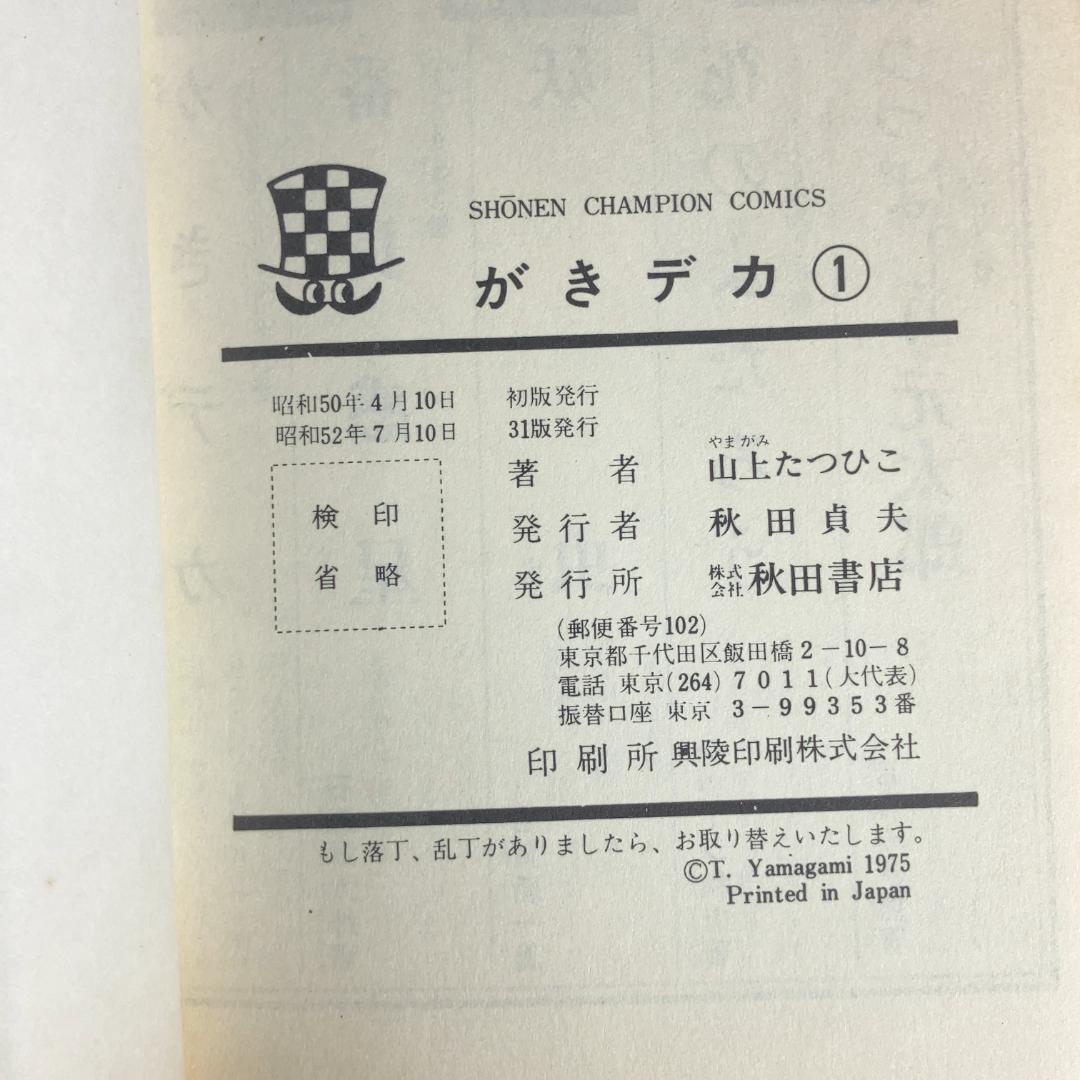 SHŌNEN CHAMPION COMICS
がきデカ①
昭和50年4月10日 初版発行
昭和52年7月10日 31版発行
検印
省略
やまがみ
著者 山上たつひこ
発行者 秋田貞夫
発行所 株式会社秋田書店
(郵便番号102)
東京都千代田区飯田橋2-10-8
電話 東京(264)7011(大代表)
振替口座 東京 3-99353番
印刷所 興陵印刷株式会社
もし落丁、乱丁がありましたら、お取り替えいたします。
©T. Yamagami 1975
Printed in Japan